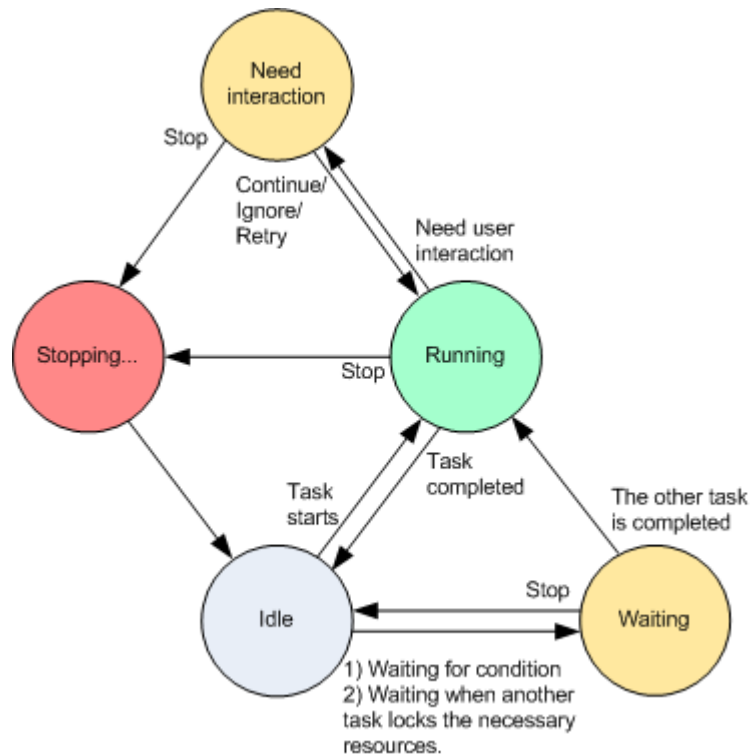 Need
interaction
Stop
Continue/
Ignore/
Retry
Need user
interaction
Stopping...
Running
Stop
Task
starts
Task
completed
The other task
is completed
Idle
Stop
Waiting
1) Waiting for condition
2) Waiting when another
task locks the necessary
resources.